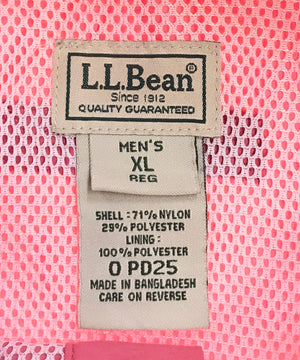 L.L.Bean®
Since 1912
QUALITY GUARANTEED
MEN'S
XL
REG
SHELL: 71% NYLON
29% POLYESTER
LINING:
100% POLYESTER
0 PD25
MADE IN BANGLADESH
CARE ON REVERSE